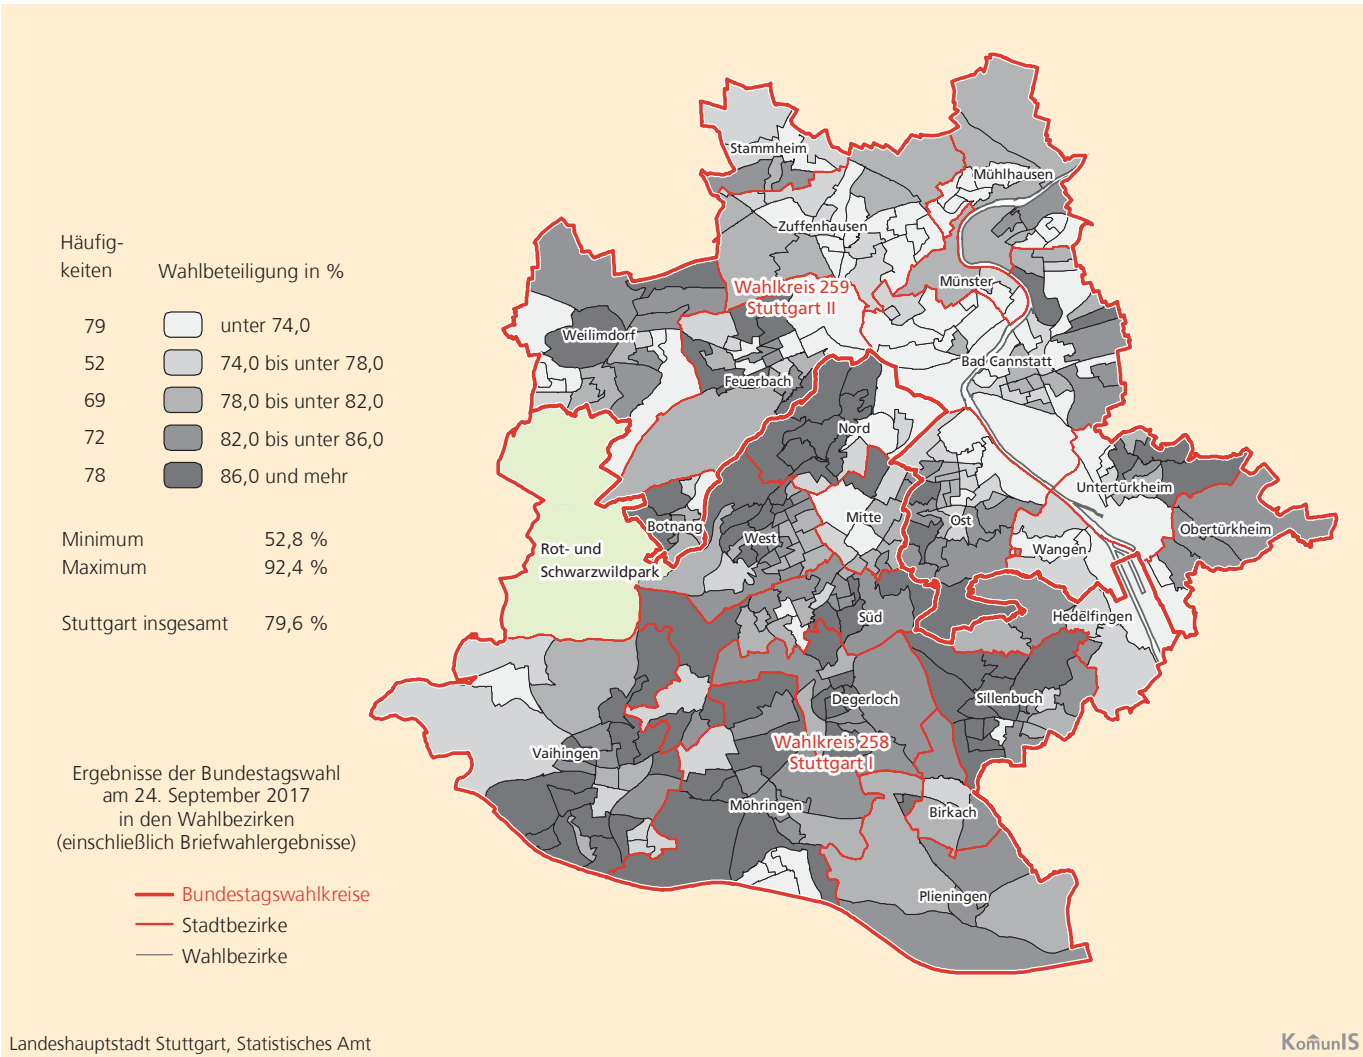 Häufig-
keiten
Wahlbeteiligung in %
79 unter 74,0
52 74,0 bis unter 78,0
69 78,0 bis unter 82,0
72 82,0 bis unter 86,0
78 86,0 und mehr
Minimum 52,8 %
Maximum 92,4 %
Stuttgart insgesamt 79,6 %
Ergebnisse der Bundestagswahl
am 24. September 2017
in den Wahlbezirken
(einschließlich Briefwahlergebnisse)
Bundestagswahlkreise
Stadtbezirke
Wahlbezirke
Stammheim
Mühlhausen
Zuffenhausen
Münster
Wahlkreis 259
Stuttgart II
Weilimdorf
Bad Cannstatt
Feuerbach
Nord
Untertürkheim
Botnang
Mitte
Ost
Obertürkheim
West
Wangen
Rot- und
Schwarzwildpark
Süd
Hedelfingen
Degerloch
Sillenbuch
Wahlkreis 258
Stuttgart I
Vaihingen
Möhringen
Birkach
Plieningen
Landeshauptstadt Stuttgart, Statistisches Amt
KomunIS